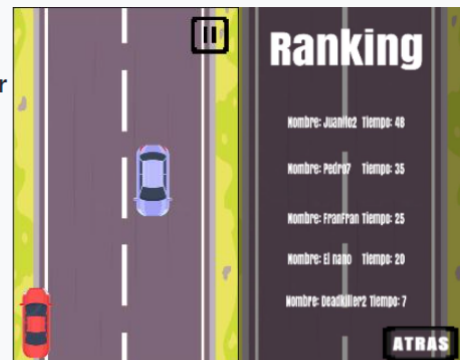 r
Ranking
Nombre: Juanito2 Tiempo: 48
Nombre: Pedro7 Tiempo: 35
Nombre: FranFran Tiempo: 25
Nombre: El nano Tiempo: 20
Nombre: Deadkiller2 Tiempo: 7
ATRAS